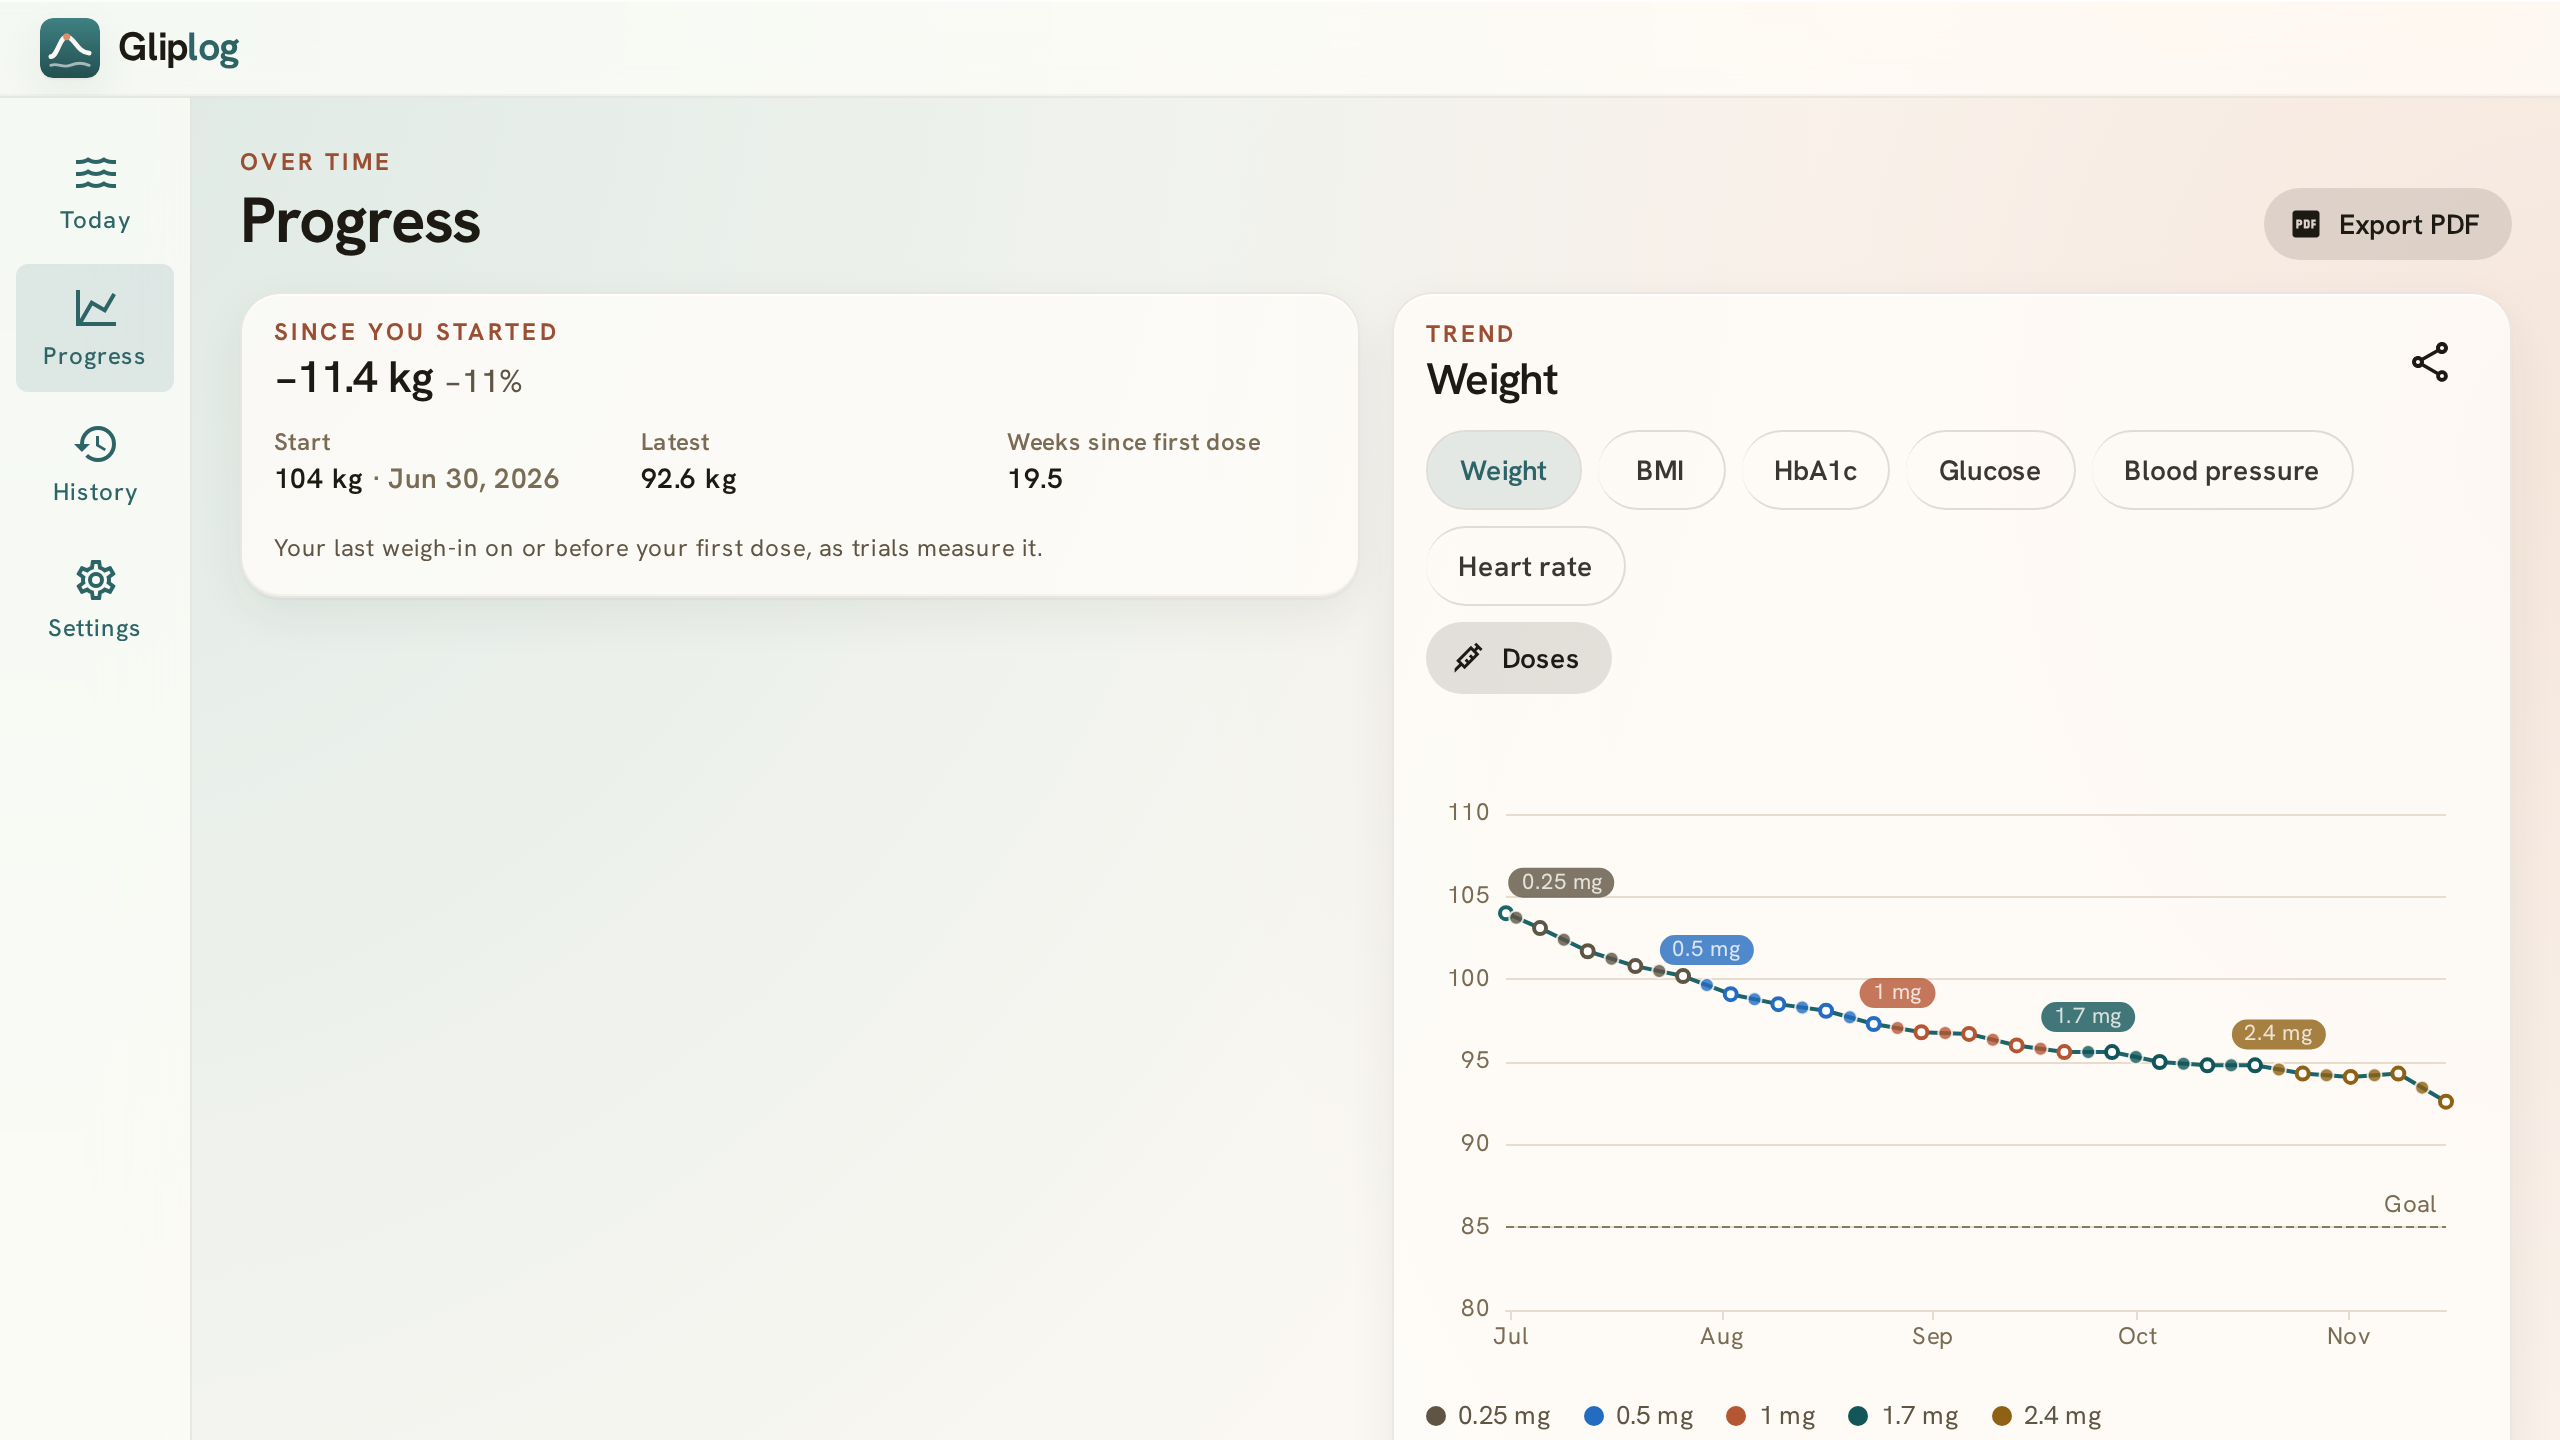 Gliplog
Today
Progress
History
Settings
OVER TIME
Progress
PDF Export PDF
SINCE YOU STARTED
−11.4 kg −11%
Start Latest Weeks since first dose
104 kg · Jun 30, 2026 92.6 kg 19.5
Your last weigh-in on or before your first dose, as trials measure it.
TREND
Weight
Weight BMI HbA1c Glucose Blood pressure
Heart rate
Doses
110
105
100
95
90
85
80
0.25 mg
0.5 mg
1 mg
1.7 mg
2.4 mg
Goal
Jul Aug Sep Oct Nov
0.25 mg 0.5 mg 1 mg 1.7 mg 2.4 mg